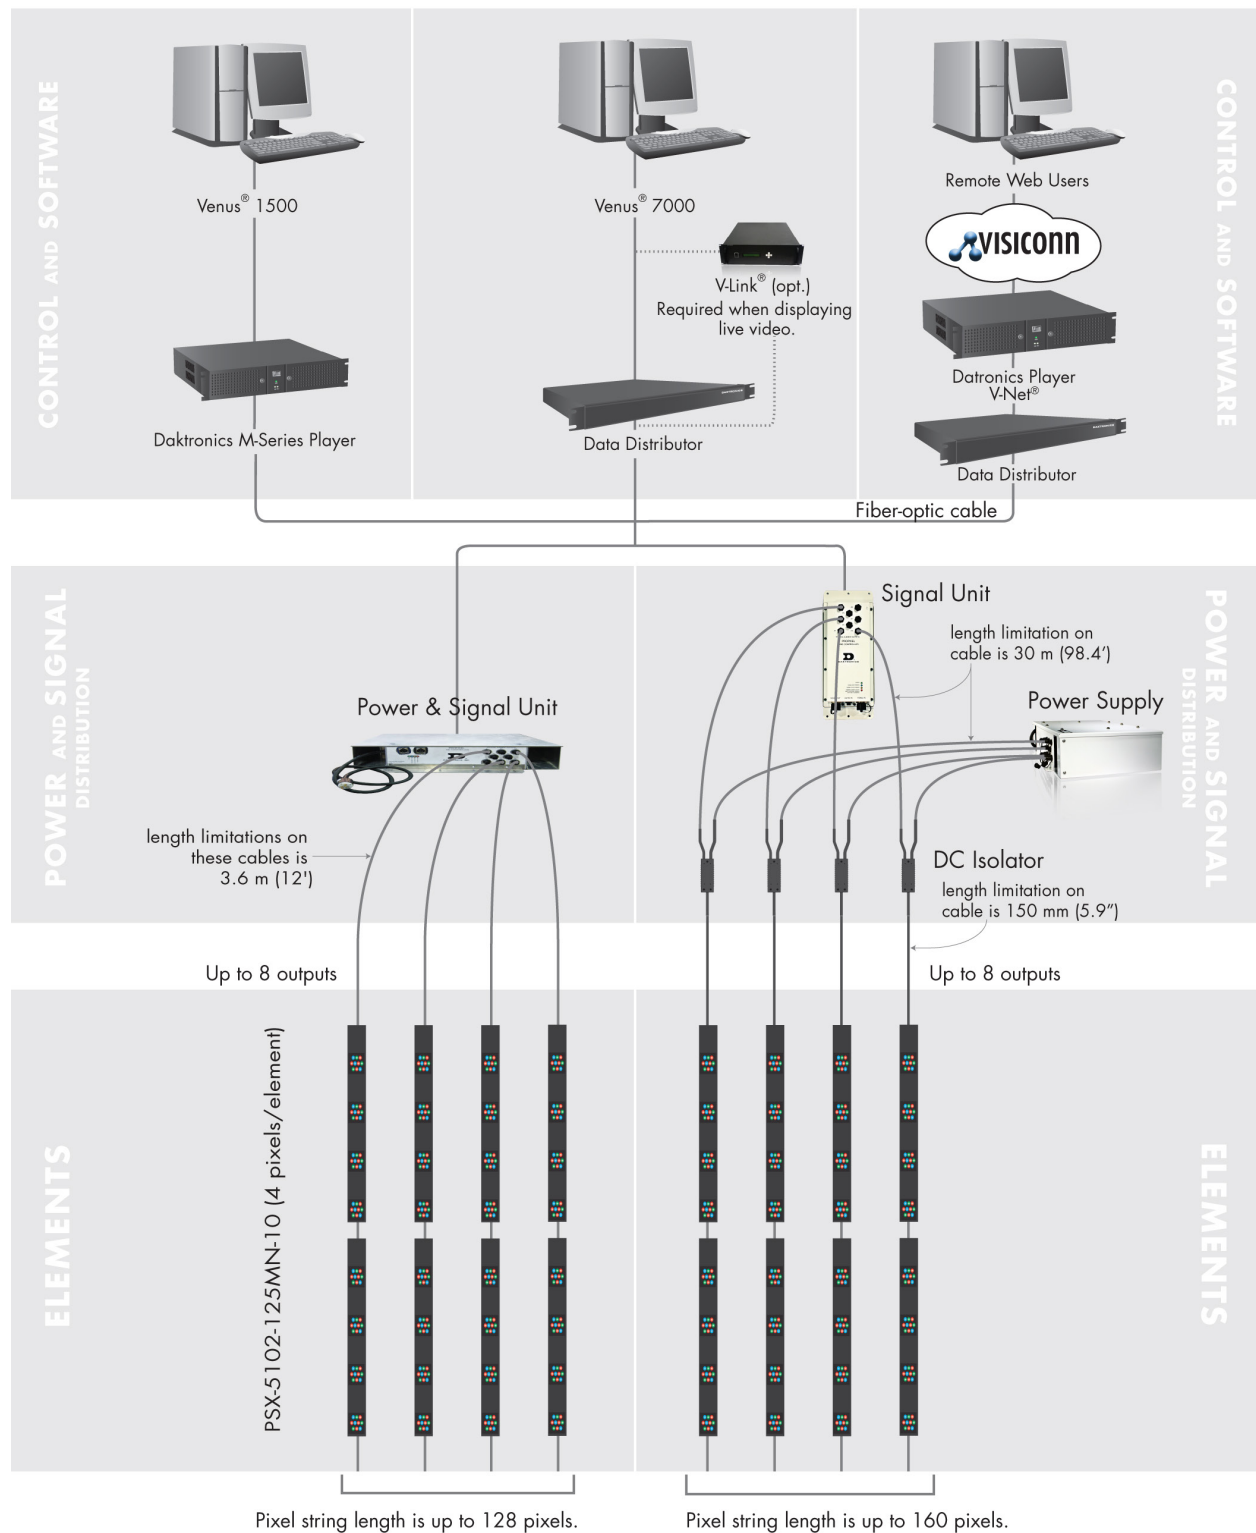 CONTROL AND SOFTWARE
Venus® 1500
Daktronics M-Series Player
Venus® 7000
V-Link® (opt.)
Required when displaying
live video.
Data Distributor
Remote Web Users
VISICONN
Datronics Player
V-Net®
Data Distributor
CONTROL AND SOFTWARE
Fiber-optic cable
POWER AND SIGNAL
DISTRIBUTION
Power & Signal Unit
length limitations on
these cables is
3.6 m (12')
Signal Unit
length limitation on
cable is 30 m (98.4')
Power Supply
DC Isolator
length limitation on
cable is 150 mm (5.9")
POWER AND SIGNAL
DISTRIBUTION
Up to 8 outputs
Up to 8 outputs
ELEMENTS
PSX-5102-125MN-10 (4 pixels/element)
ELEMENTS
Pixel string length is up to 128 pixels.
Pixel string length is up to 160 pixels.